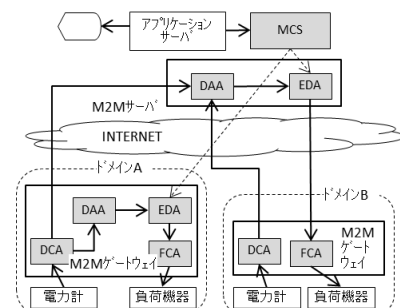 アプリケーション
サーバ
MCS
DAA
EDA
M2Mサーバ
INTERNET
ドメインA
ドメインB
DAA
EDA
M2M
ゲート
ウェイ
DCA
M2Mゲートウェイ
FCA
DCA
FCA
電力計
負荷機器
電力計
負荷機器